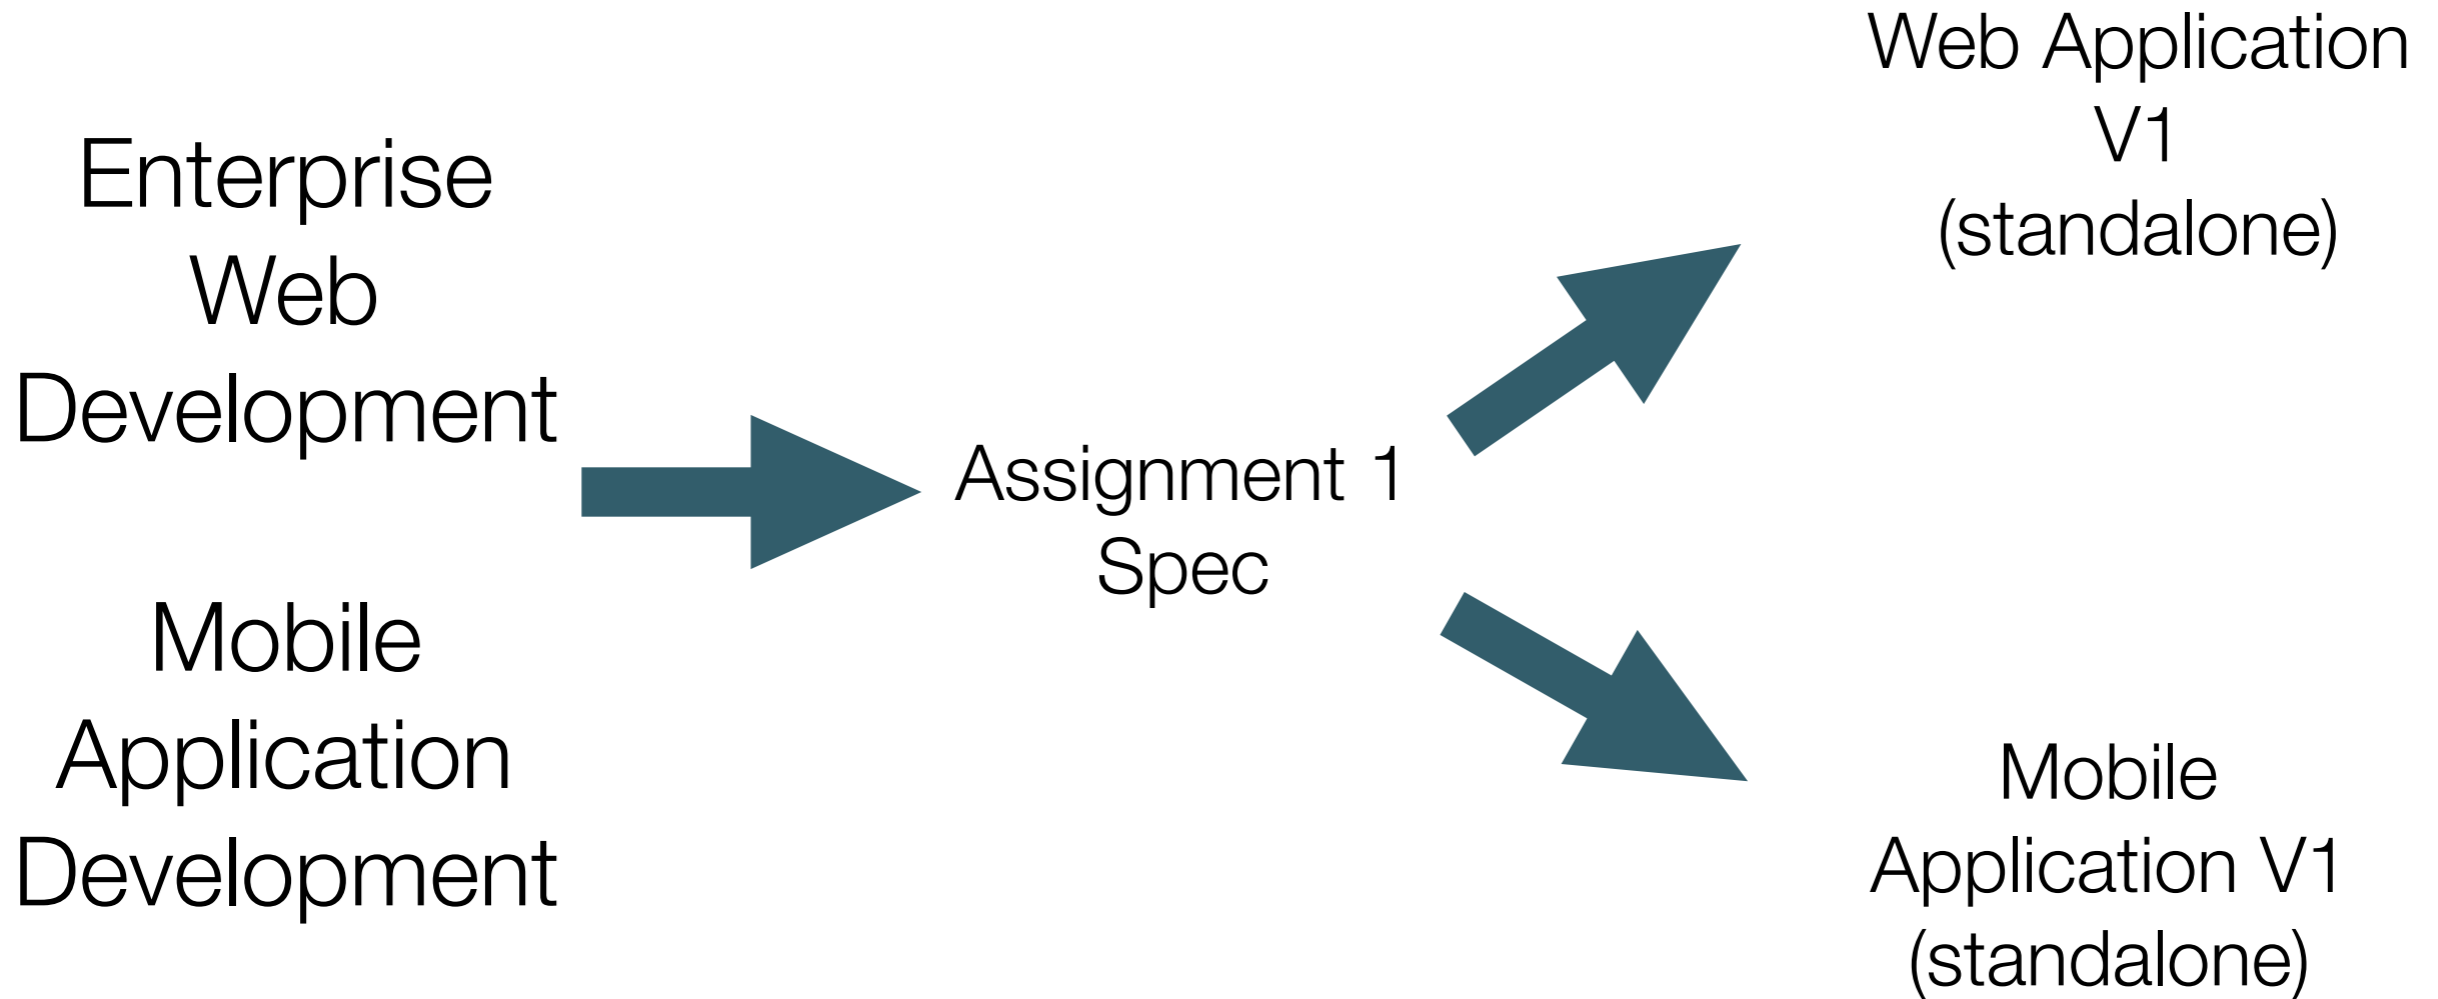 Enterprise
Web
Development
Mobile
Application
Development
Assignment 1
Spec
Web Application
V1
(standalone)
Mobile
Application V1
(standalone)